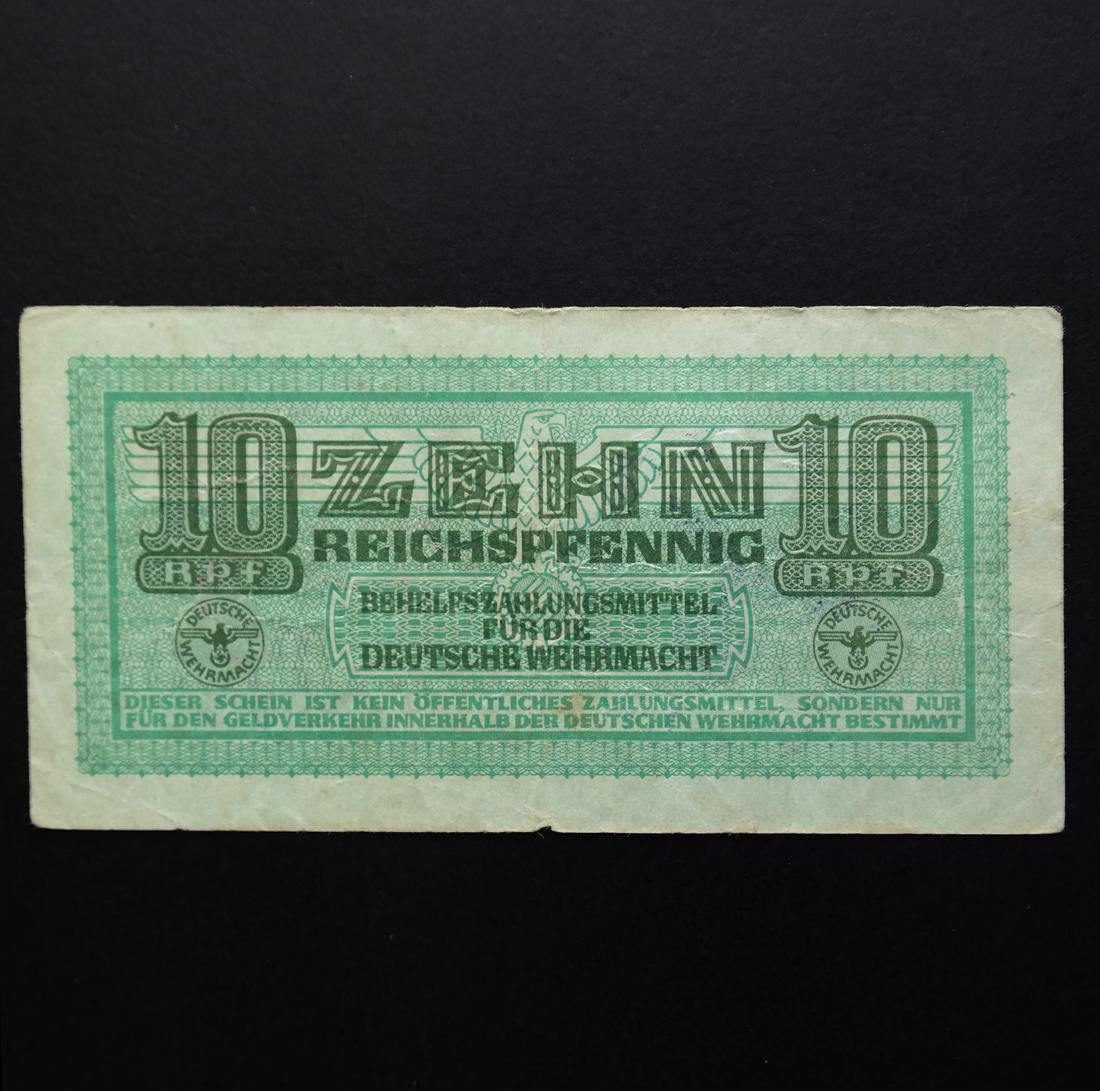 10 ZEHN 10
REICHSPFENNIG
Rpf Rpf
BEHELFSZAHLUNGSMITTEL
FÜR DIE
DEUTSCHE WEHRMACHT
DEUTSCHE WEHRMACHT
DEUTSCHE WEHRMACHT
DIESER SCHEIN IST KEIN ÖFFENTLICHES ZAHLUNGSMITTEL, SONDERN NUR
FÜR DEN GELDVERKEHR INNERHALB DER DEUTSCHEN WEHRMACHT BESTIMMT